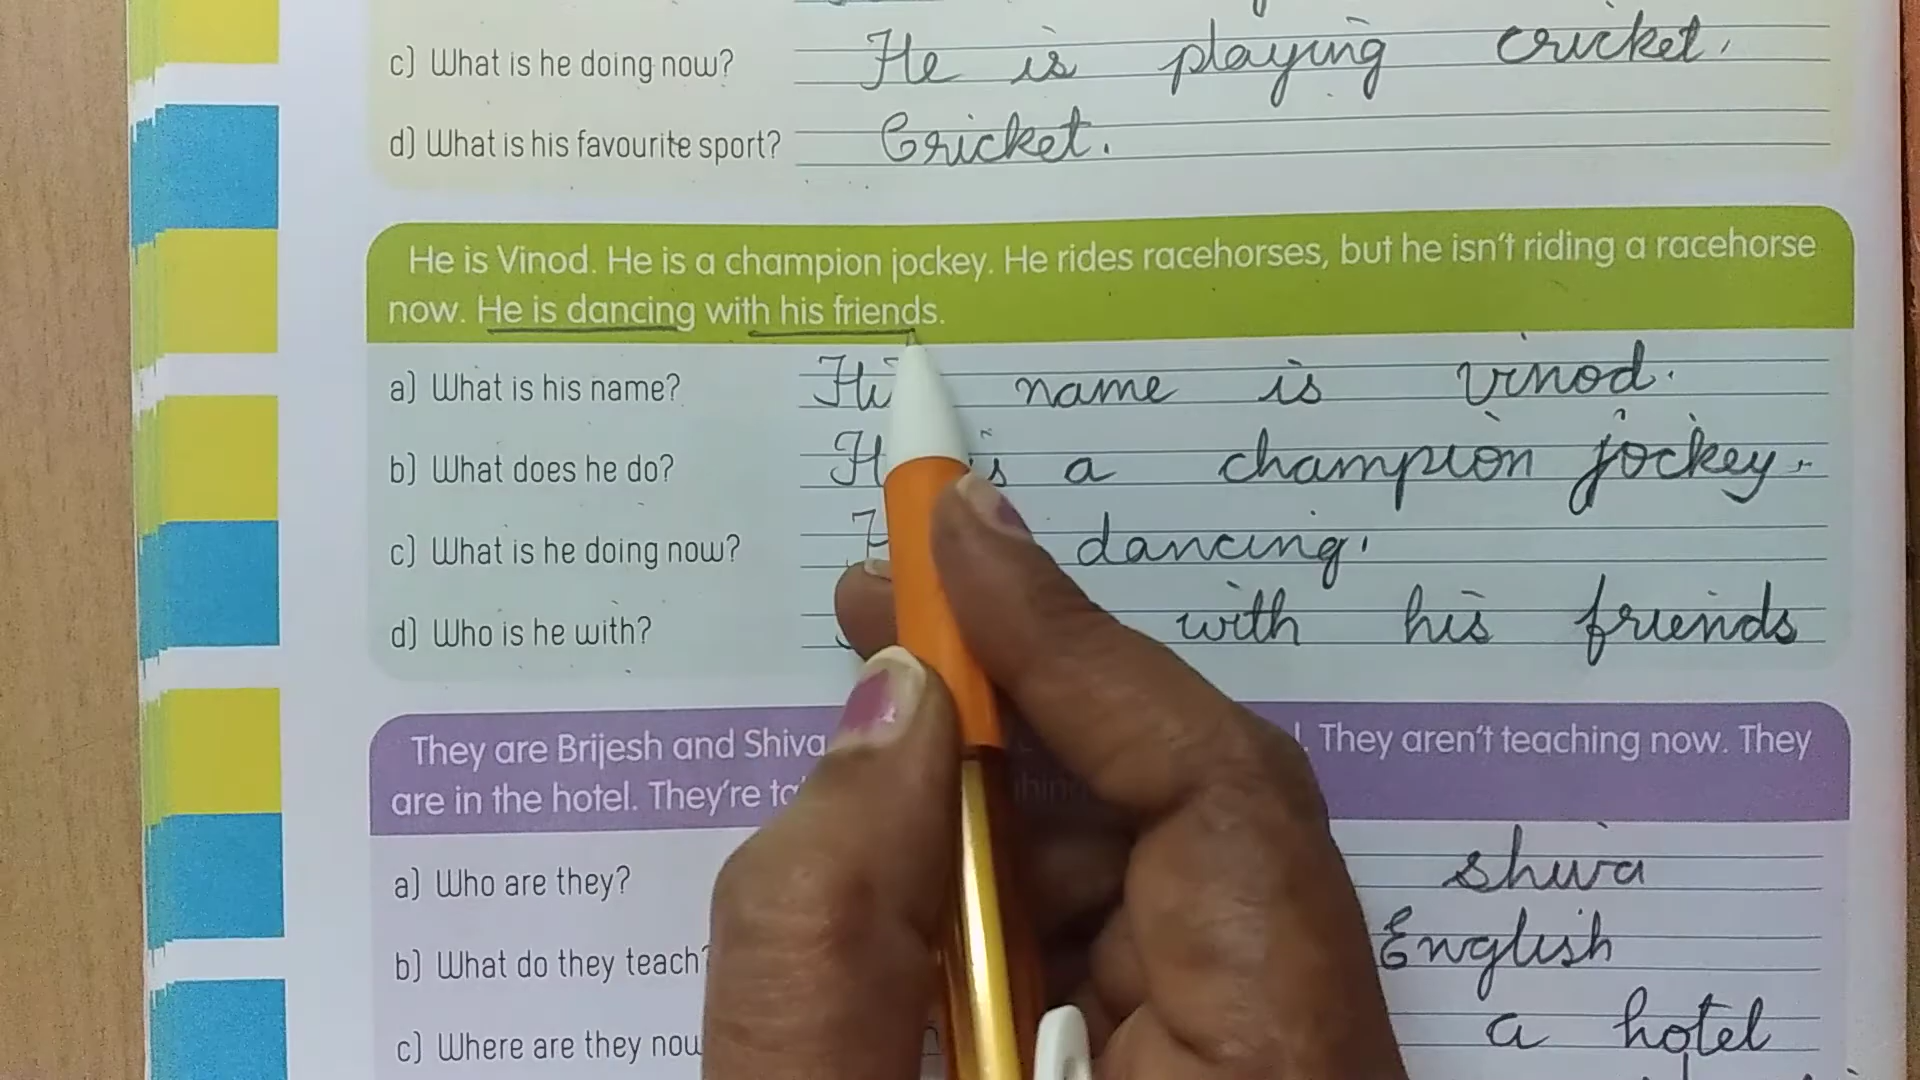 c) What is he doing now? He is playing cricket.
d) What is his favourite sport? Cricket.
He is Vinod. He is a champion jockey. He rides racehorses, but he isn't riding a racehorse
now. He is dancing with his friends.
a) What is his name? name is Vinod.
b) What does he do? a champion jockey.
c) What is he doing now? dancing.
d) Who is he with? with his friends
They are Brijesh and Shiva They aren't teaching now. They
are in the hotel. They're
a) Who are they? Shiva
b) What do they teach? English
c) Where are they a hotel